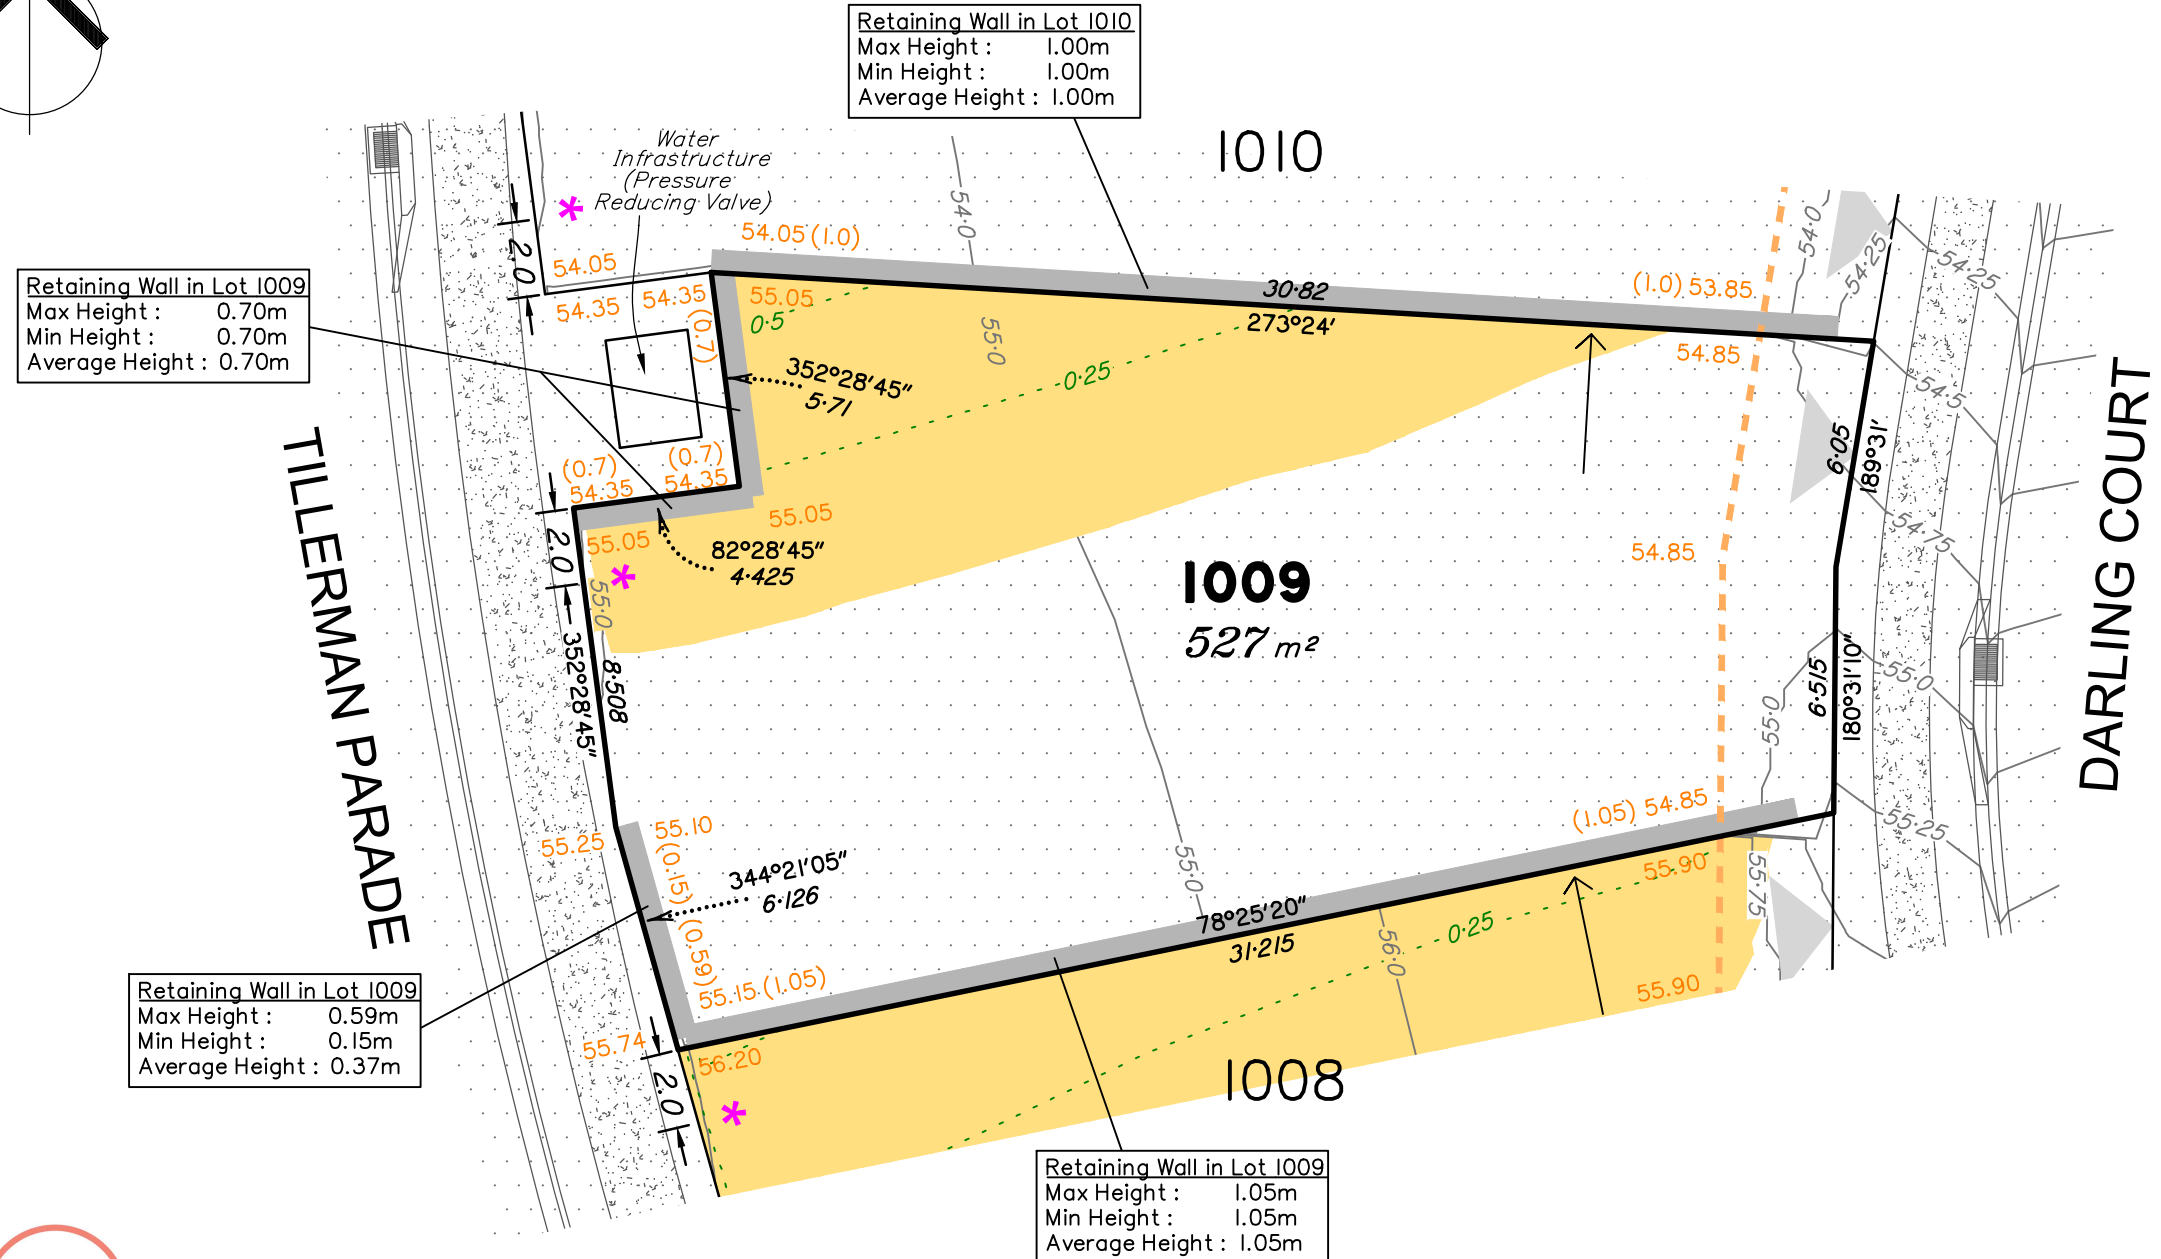 Retaining Wall in Lot 1010
Max Height : 1.00m
Min Height : 1.00m
Average Height : 1.00m
1010
Water
Infrastructure
(Pressure
Reducing Valve)
*
2.0
54.05
54.35
54.35
(0.7)
54.05 (1.0)
55.05
0.5
54·0
55·0
30·82
273°24'
(1.0) 53.85
54.85
54·0
54·25
54·25
Retaining Wall in Lot 1009
Max Height : 0.70m
Min Height : 0.70m
Average Height : 0.70m
352°28'45"
5·71
0·25
54·5
6·05
189°31'
(0.7)
54.35
(0.7)
54.35
55.05
55.05
*
2.0
55·0
82°28'45"
4·425
54.85
54·75
1009
527 m²
TILLERMAN PARADE
DARLING COURT
352°28'45"
8·508
6·515
180°31'10"
55·0
55·0
55.25
55.10
(0.15)
(0.59)
344°21'05"
6·126
55·0
(1.05) 54.85
55.90
55·25
55·75
78°25'20"
31·215
56·0
0·25
55.15 (1.05)
55.90
Retaining Wall in Lot 1009
Max Height : 0.59m
Min Height : 0.15m
Average Height : 0.37m
55.74
56.20
2.0
*
1008
Retaining Wall in Lot 1009
Max Height : 1.05m
Min Height : 1.05m
Average Height : 1.05m